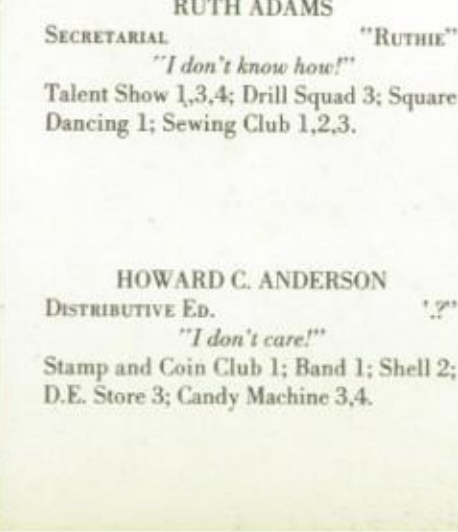 RUTH ADAMS
SECRETARIAL "RUTHIE"
"I don't know how!"
Talent Show 1,3,4; Drill Squad 3; Square
Dancing 1; Sewing Club 1,2,3.
HOWARD C. ANDERSON
DISTRIBUTIVE ED. ".?"
"I don't care!"
Stamp and Coin Club 1; Band 1; Shell 2;
D.E. Store 3; Candy Machine 3,4.